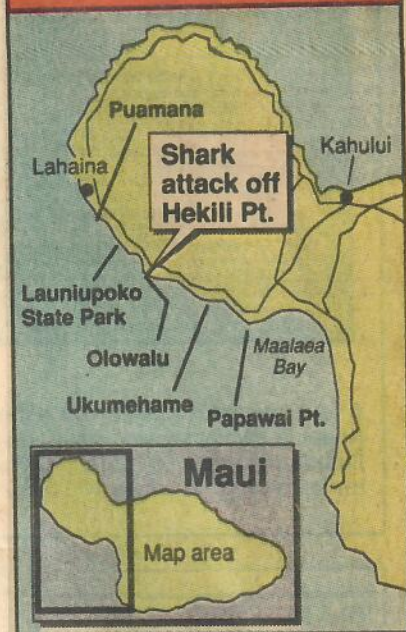 Puamana
Lahaina
Shark
attack off
Hekili Pt.
Kahului
Launiupoko
State Park
Olowalu
Maalaea
Bay
Ukumehame
Papawai Pt.
Maui
Map area